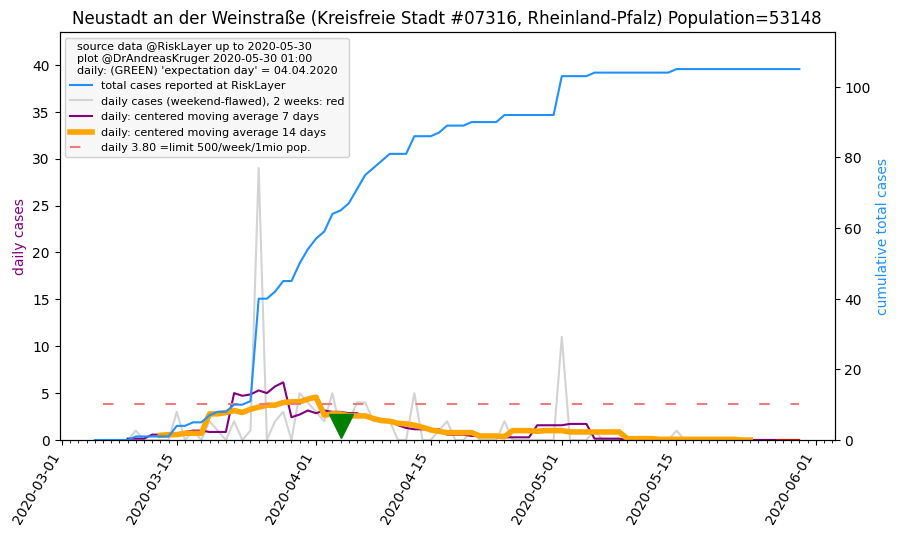 Neustadt an der Weinstraße (Kreisfreie Stadt #07316, Rheinland-Pfalz) Population=53148
source data @RiskLayer up to 2020-05-30
plot @DrAndreasKruger 2020-05-30 01:00
daily: (GREEN) 'expectation day' = 04.04.2020
total cases reported at RiskLayer
daily cases (weekend-flawed), 2 weeks: red
daily: centered moving average 7 days
daily: centered moving average 14 days
daily 3.80 =limit 500/week/1mio pop.
daily cases
40
35
30
25
20
15
10
5
0
cumulative total cases
100
80
60
40
20
0
2020-03-01
2020-03-15
2020-04-01
2020-04-15
2020-05-01
2020-05-15
2020-06-01